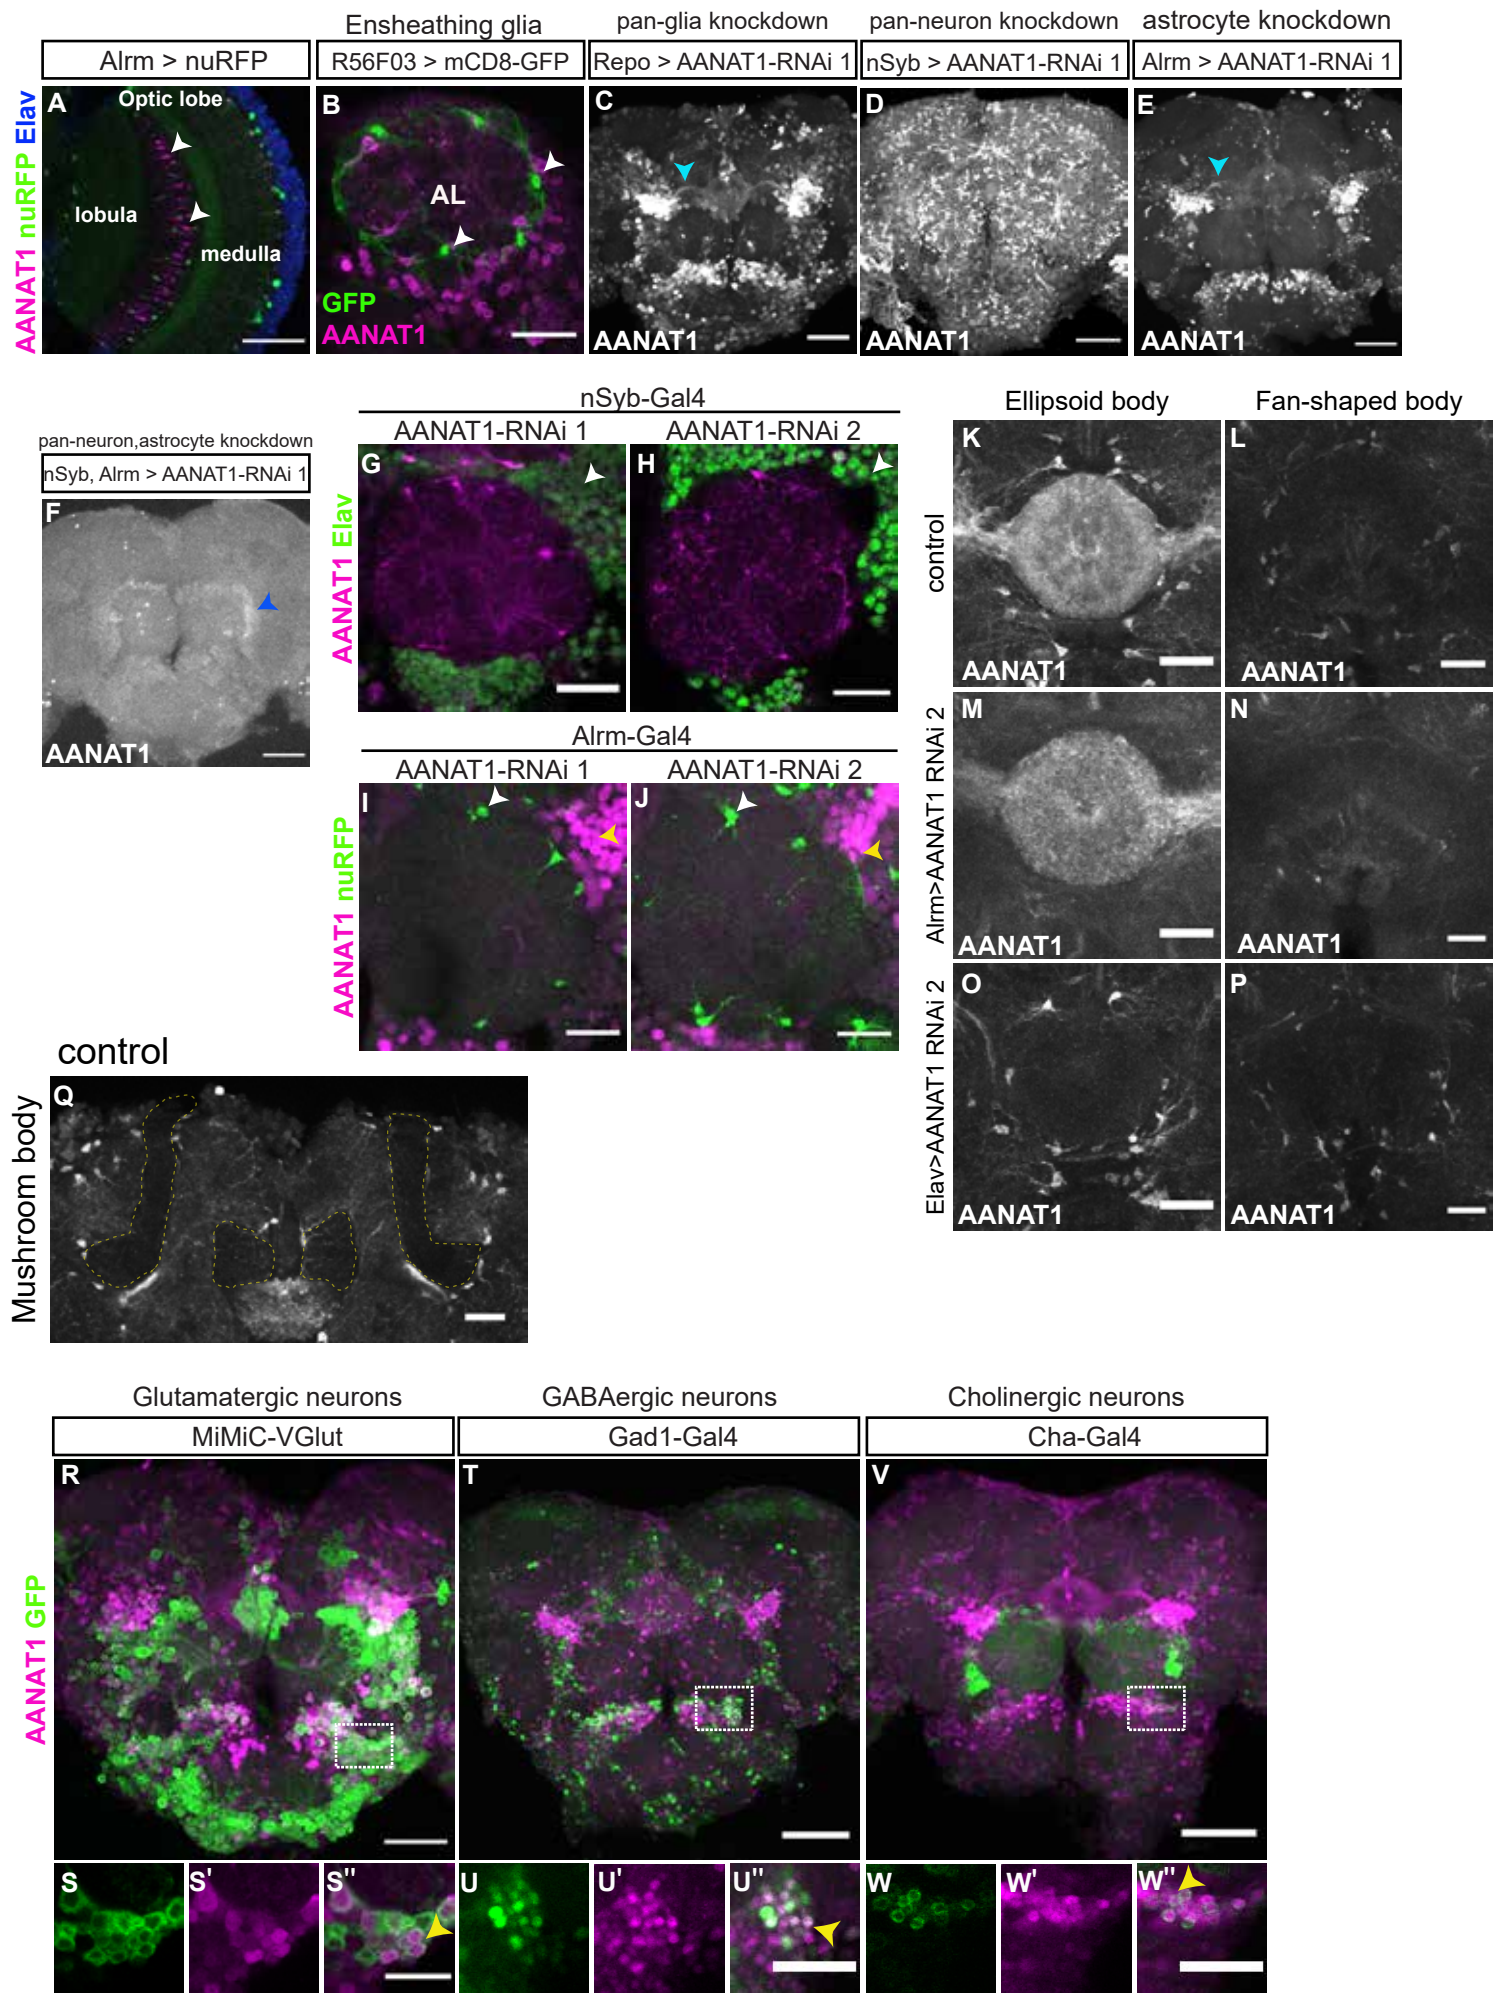 Ensheathing glia
pan-glia knockdown
pan-neuron knockdown
astrocyte knockdown
Alrm > nuRFP
R56F03 > mCD8-GFP
Repo > AANAT1-RNAi 1
nSyb > AANAT1-RNAi 1
Alrm > AANAT1-RNAi 1
AANAT1 nuRFP Elav
A
Optic lobe
lobula
medulla
B
AL
GFP
AANAT1
C
AANAT1
D
AANAT1
E
AANAT1
pan-neuron,astrocyte knockdown
nSyb, Alrm > AANAT1-RNAi 1
F
AANAT1
nSyb-Gal4
AANAT1-RNAi 1
AANAT1-RNAi 2
AANAT1 Elav
G
H
Alrm-Gal4
AANAT1-RNAi 1
AANAT1-RNAi 2
AANAT1 nuRFP
I
J
Ellipsoid body
Fan-shaped body
control
K
AANAT1
L
AANAT1
Alrm>AANAT1 RNAi 2
M
AANAT1
N
AANAT1
Elav>AANAT1 RNAi 2
O
AANAT1
P
AANAT1
control
Mushroom body
Q
Glutamatergic neurons
GABAergic neurons
Cholinergic neurons
MiMiC-VGlut
Gad1-Gal4
Cha-Gal4
AANAT1 GFP
R
T
V
S
S'
S"
U
U'
U"
W
W'
W"